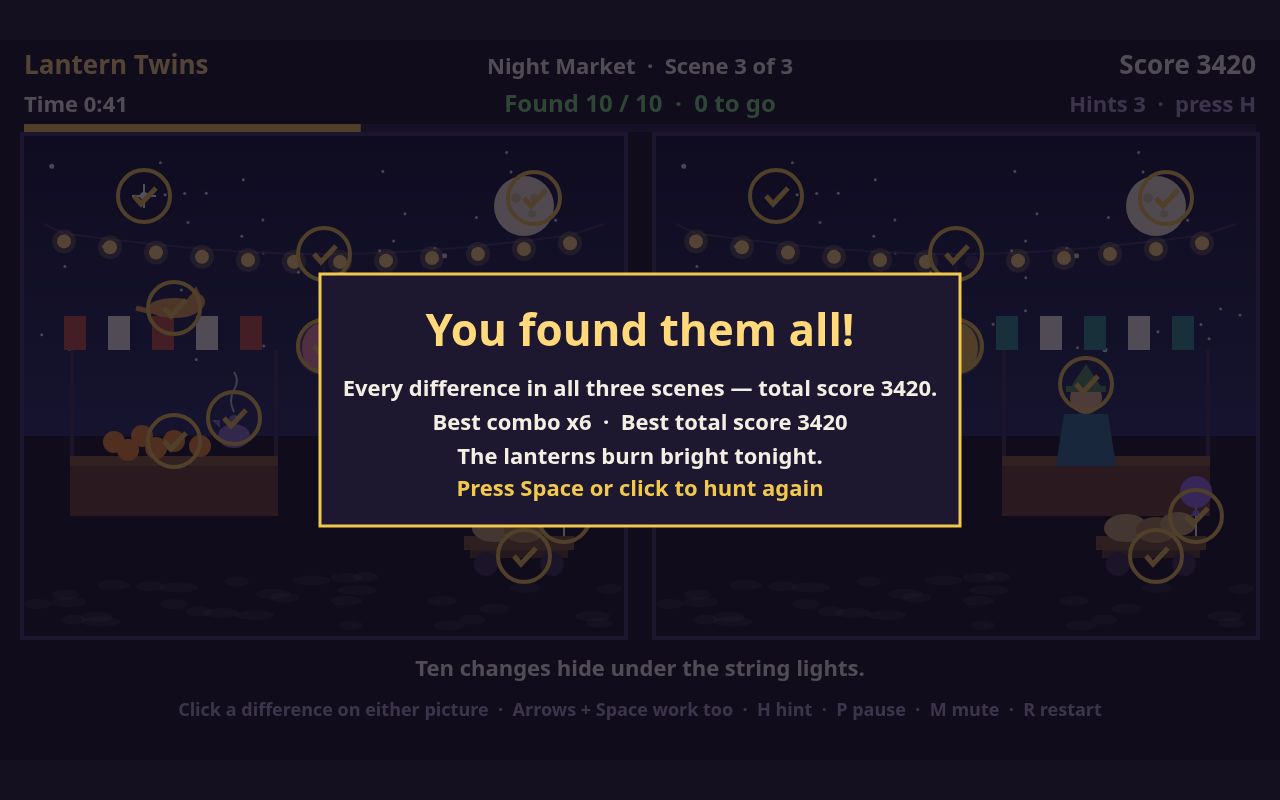 Lantern Twins
Night Market · Scene 3 of 3
Score 3420
Time 0:41
Found 10 / 10 · 0 to go
Hints 3 · press H
You found them all!
Every difference in all three scenes — total score 3420.
Best combo x6 · Best total score 3420
The lanterns burn bright tonight.
Press Space or click to hunt again
Ten changes hide under the string lights.
Click a difference on either picture · Arrows + Space work too · H hint · P pause · M mute · R restart